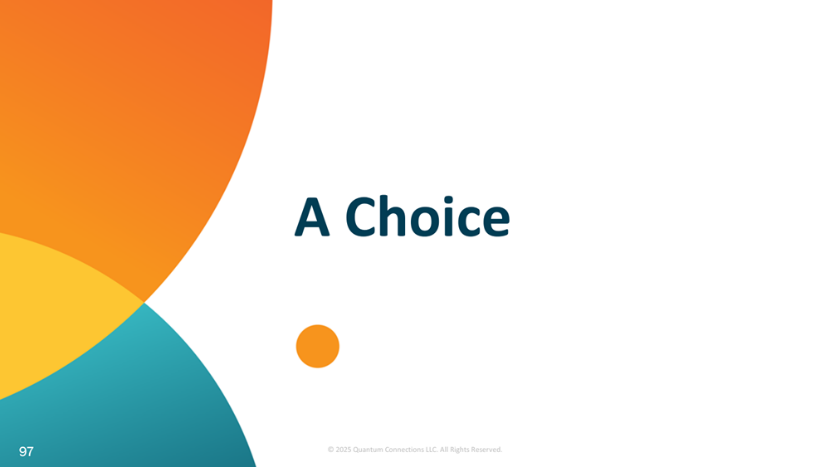 A Choice
97
© 2025 Quantum Connections LLC. All Rights Reserved.